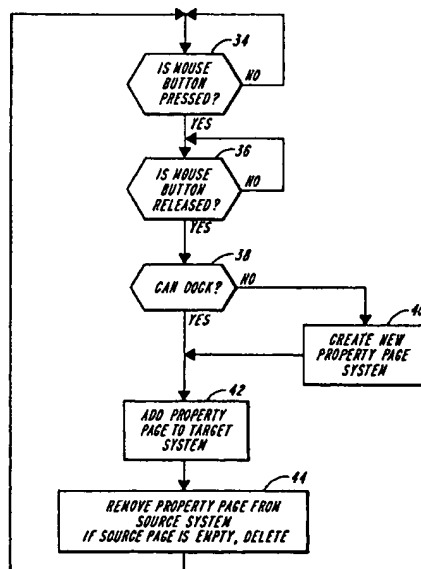 34
IS MOUSE
BUTTON
PRESSED?
NO
YES
36
IS MOUSE
BUTTON
RELEASED?
NO
YES
38
CAN DOCK?
NO
YES
CREATE NEW
PROPERTY PAGE
SYSTEM
42
ADD PROPERTY
PAGE TO TARGET
SYSTEM
44
REMOVE PROPERTY PAGE FROM
SOURCE SYSTEM
IF SOURCE PAGE IS EMPTY, DELETE